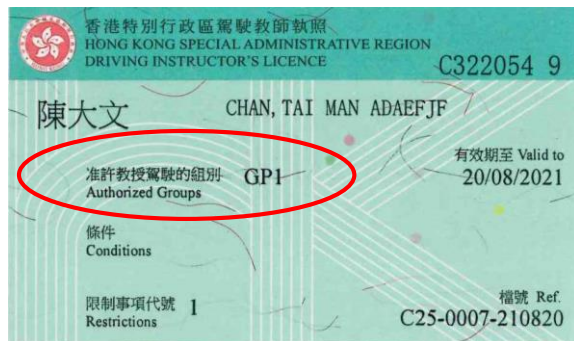 香港特別行政區駕駛教師執照
HONG KONG SPECIAL ADMINISTRATIVE REGION
DRIVING INSTRUCTOR'S LICENCE
C322054 9
陳大文 CHAN, TAI MAN ADAEFJF
有效期至 Valid to
20/08/2021
准許教授駕駛的組別 GP1
Authorized Groups
條件
Conditions
限制事項代號 1
Restrictions
檔號 Ref.
C25-0007-210820